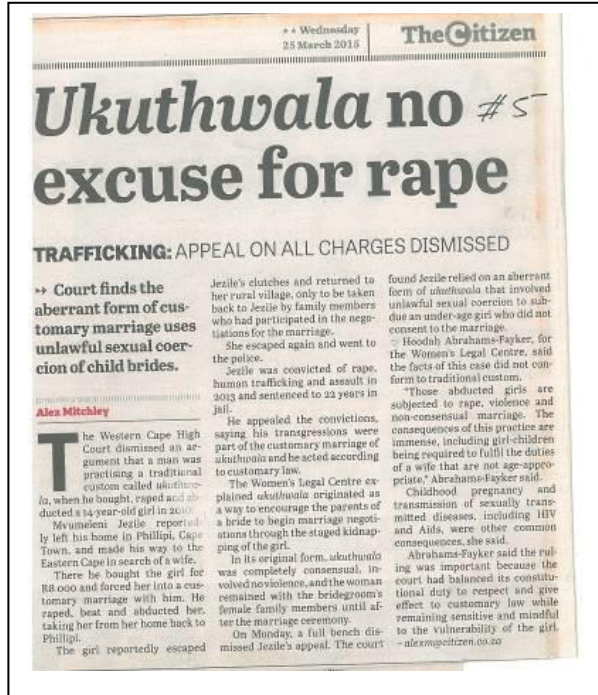 ★★ Wednesday
25 March 2015
The Citizen
Ukuthwala no
#5
excuse for rape
TRAFFICKING: APPEAL ON ALL CHARGES DISMISSED
↦ Court finds the
aberrant form of cus-
tomary marriage uses
unlawful sexual coer-
cion of child brides.
Alex Mitchley
The Western Cape High
Court dismissed an ar-
gument that a man was
practising a traditional
custom called ukuthwa-
la, when he bought, raped and ab-
ducted a 14-year-old girl in 2010.
Mvumeleni Jezile reported-
ly left his home in Phillipi, Cape
Town, and made his way to the
Eastern Cape in search of a wife.
There he bought the girl for
R8 000 and forced her into a cus-
tomary marriage with him. He
raped, beat and abducted her,
taking her from her home back to
Phillipi.
The girl reportedly escaped
Jezile's clutches and returned to
her rural village, only to be taken
back to Jezile by family members
who had participated in the nego-
tiations for the marriage.
She escaped again and went to
the police.
Jezile was convicted of rape,
human trafficking and assault in
2013 and sentenced to 22 years in
jail.
He appealed the convictions,
saying his transgressions were
part of the customary marriage of
ukuthwala and he acted according
to customary law.
The Women's Legal Centre ex-
plained ukuthwala originated as
a way to encourage the parents of
a bride to begin marriage negoti-
ations through the staged kidnap-
ping of the girl.
In its original form, ukuthwala
was completely consensual, in-
volved no violence, and the woman
remained with the bridegroom's
female family members until af-
ter the marriage ceremony.
On Monday, a full bench dis-
missed Jezile's appeal. The court
found Jezile relied on an aberrant
form of ukuthwala that involved
unlawful sexual coercion to sub-
due an under-age girl who did not
consent to the marriage.
Hoodah Abrahams-Fayker, for
the Women's Legal Centre, said
the facts of this case did not con-
form to traditional custom.
"Those abducted girls are
subjected to rape, violence and
non-consensual marriage. The
consequences of this practice are
immense, including girl-children
being required to fulfil the duties
of a wife that are not age-appro-
priate," Abrahams-Fayker said.
Childhood pregnancy and
transmission of sexually trans-
mitted diseases, including HIV
and Aids, were other common
consequences, she said.
Abrahams-Fayker said the rul-
ing was important because the
court had balanced its constitu-
tional duty to respect and give
effect to customary law while
remaining sensitive and mindful
to the vulnerability of the girl.
– alexm@citizen.co.za